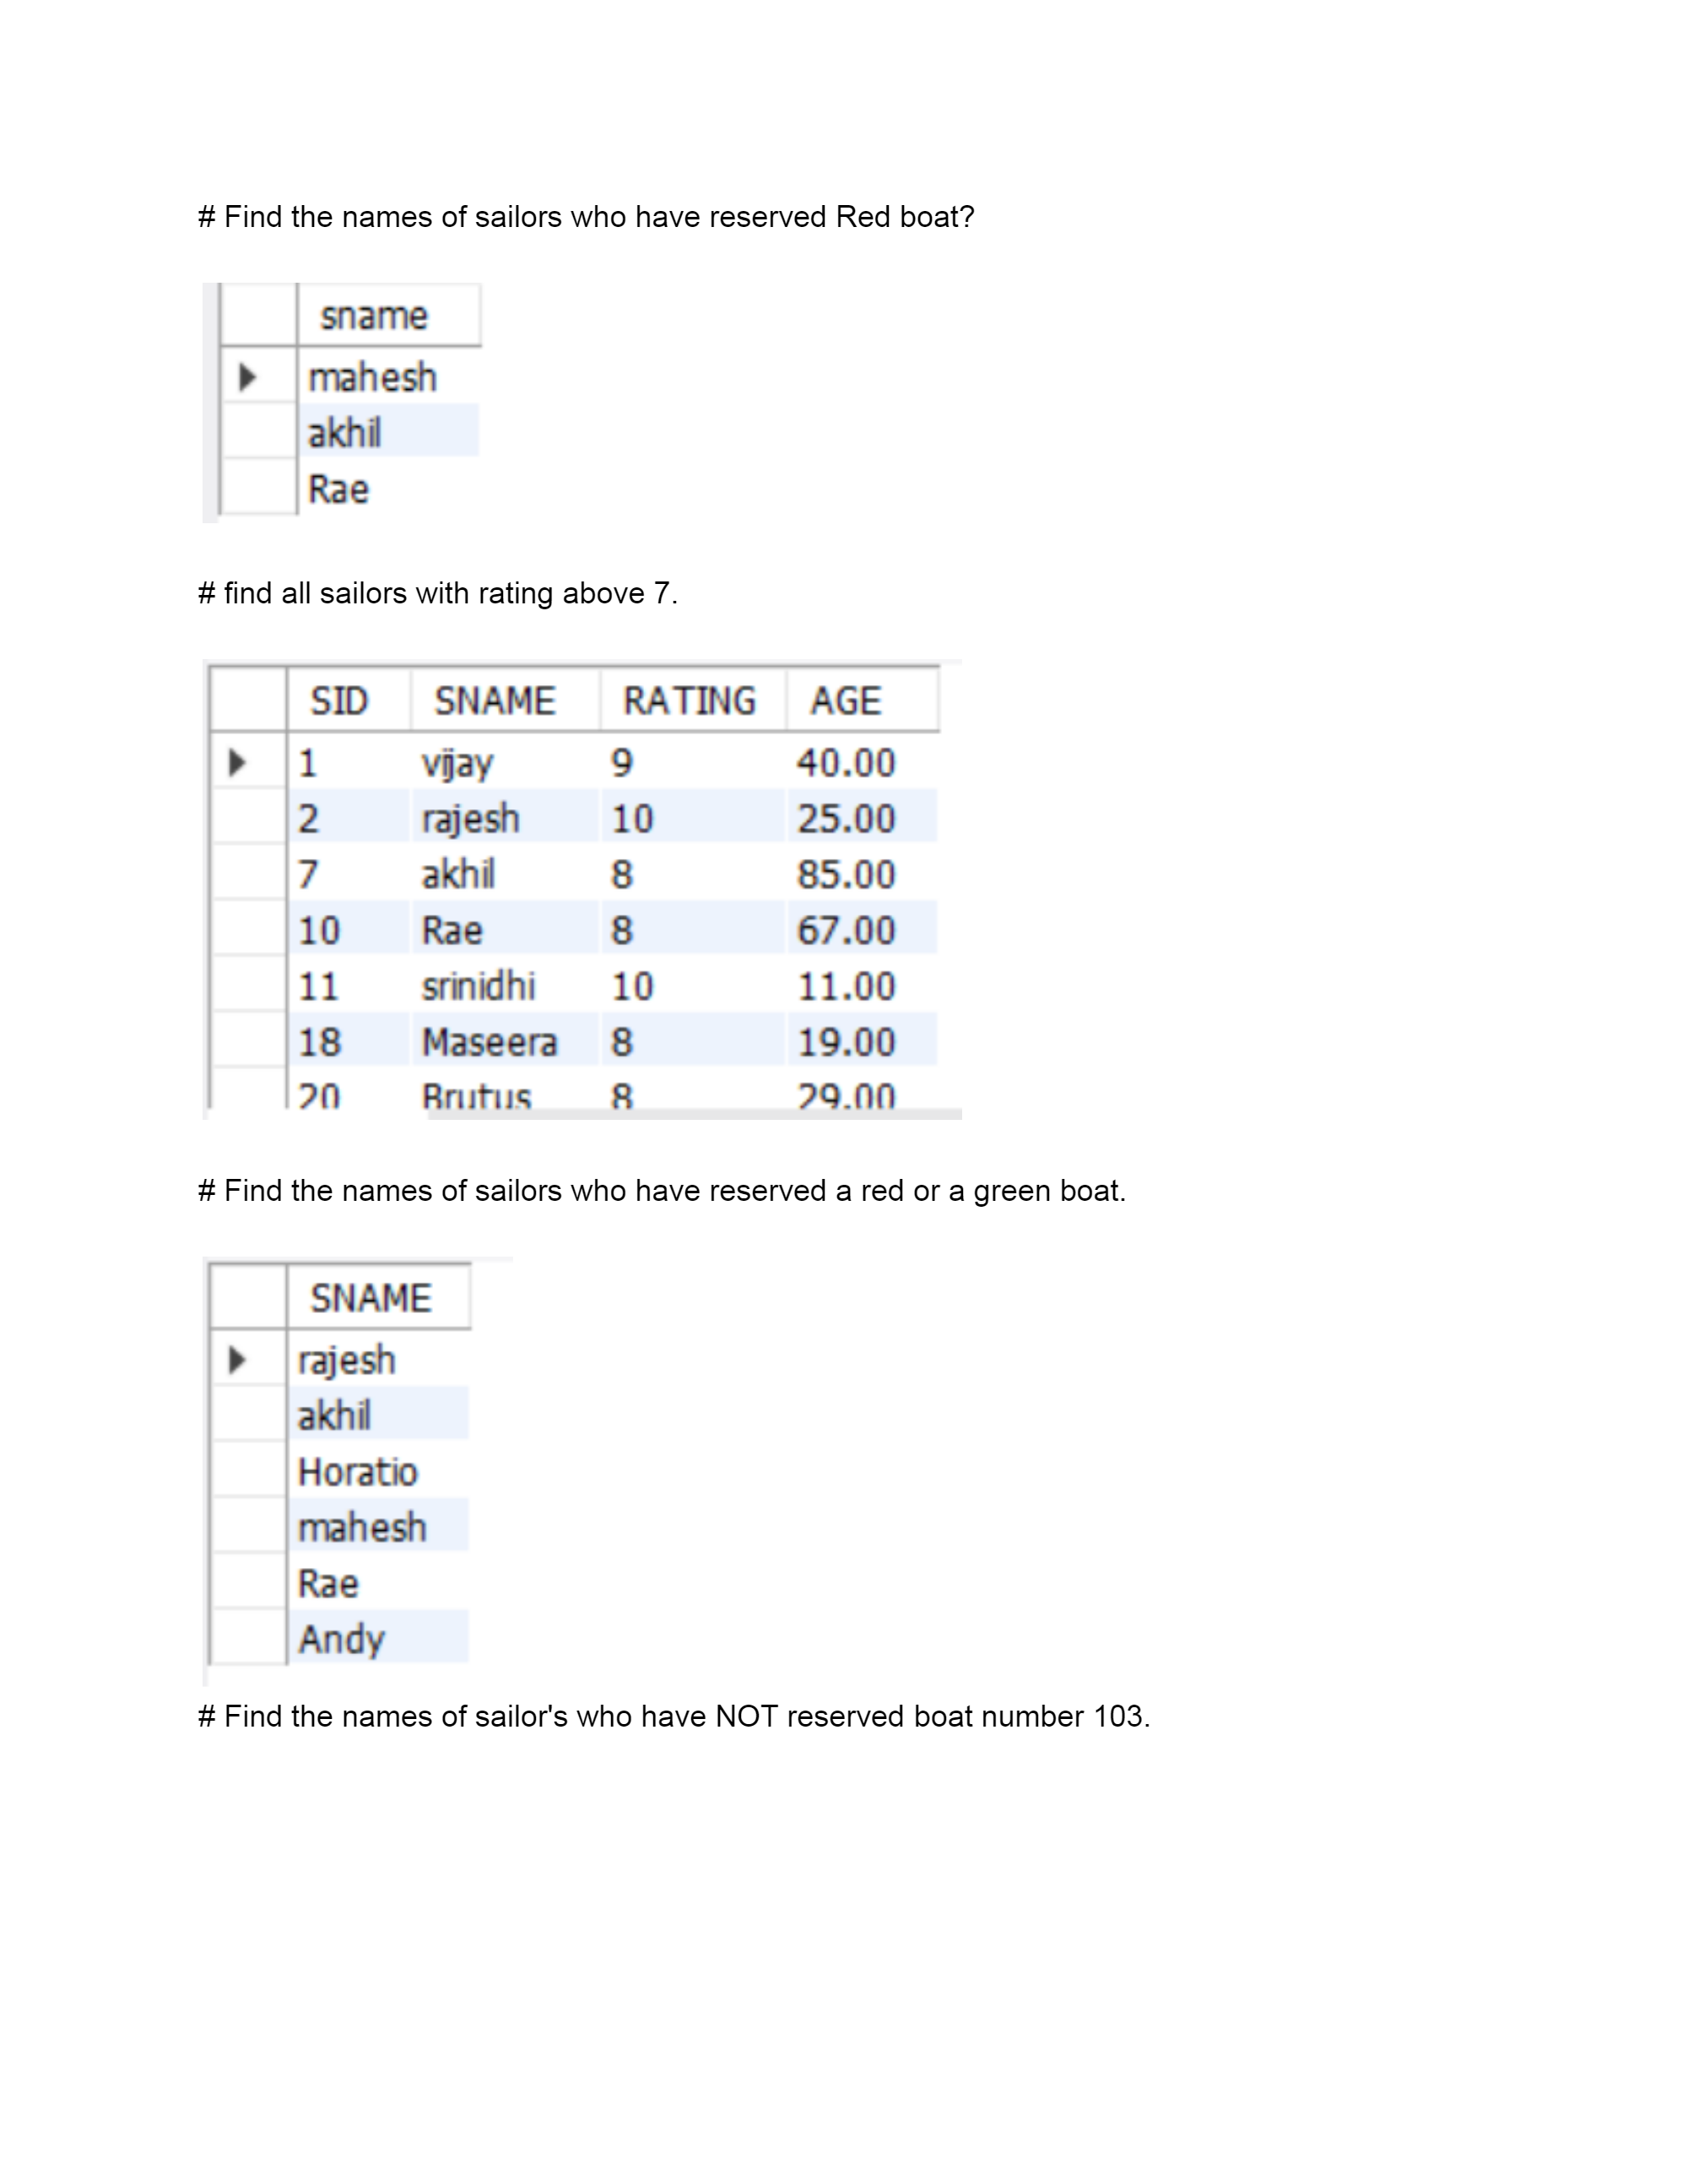 # Find the names of sailors who have reserved Red boat?
sname
mahesh
akhil
Rae
# find all sailors with rating above 7.
SID SNAME RATING AGE
1 vijay 9 40.00
2 rajesh 10 25.00
7 akhil 8 85.00
10 Rae 8 67.00
11 srinidhi 10 11.00
18 Maseera 8 19.00
20 Brutus 8 29.00
# Find the names of sailors who have reserved a red or a green boat.
SNAME
rajesh
akhil
Horatio
mahesh
Rae
Andy
# Find the names of sailor's who have NOT reserved boat number 103.